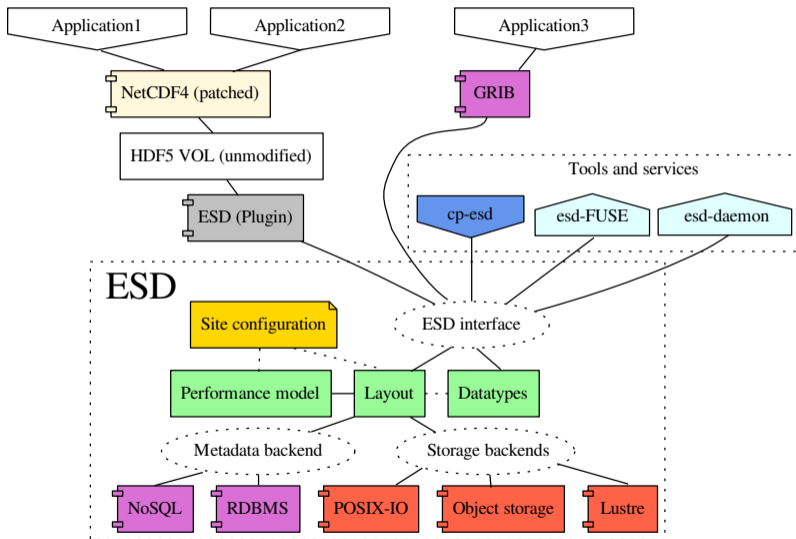 Application1
Application2
Application3
NetCDF4 (patched)
GRIB
HDF5 VOL (unmodified)
Tools and services
ESD (Plugin)
cp-esd
esd-FUSE
esd-daemon
ESD
Site configuration
ESD interface
Performance model
Layout
Datatypes
Metadata backend
Storage backends
NoSQL
RDBMS
POSIX-IO
Object storage
Lustre